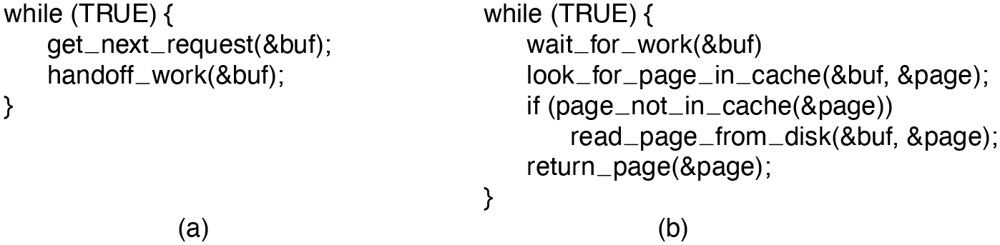 while (TRUE) {
get_next_request(&buf);
handoff_work(&buf);
}
(a)
while (TRUE) {
wait_for_work(&buf)
look_for_page_in_cache(&buf, &page);
if (page_not_in_cache(&page))
read_page_from_disk(&buf, &page);
return_page(&page);
}
(b)